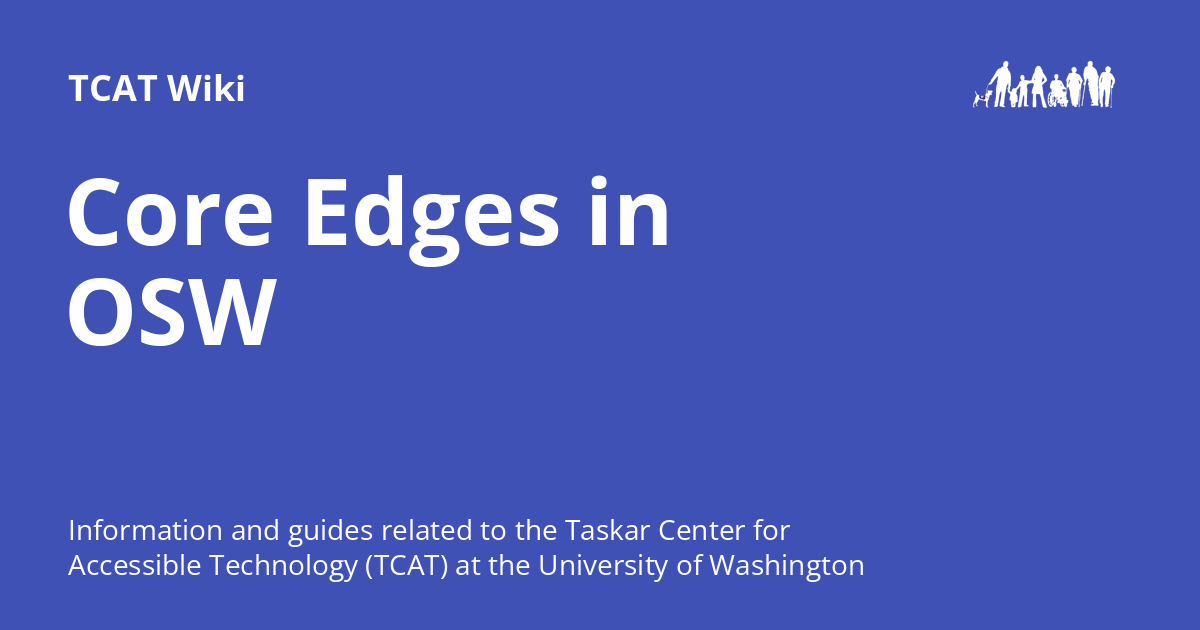 TCAT Wiki
Core Edges in
OSW
Information and guides related to the Taskar Center for
Accessible Technology (TCAT) at the University of Washington